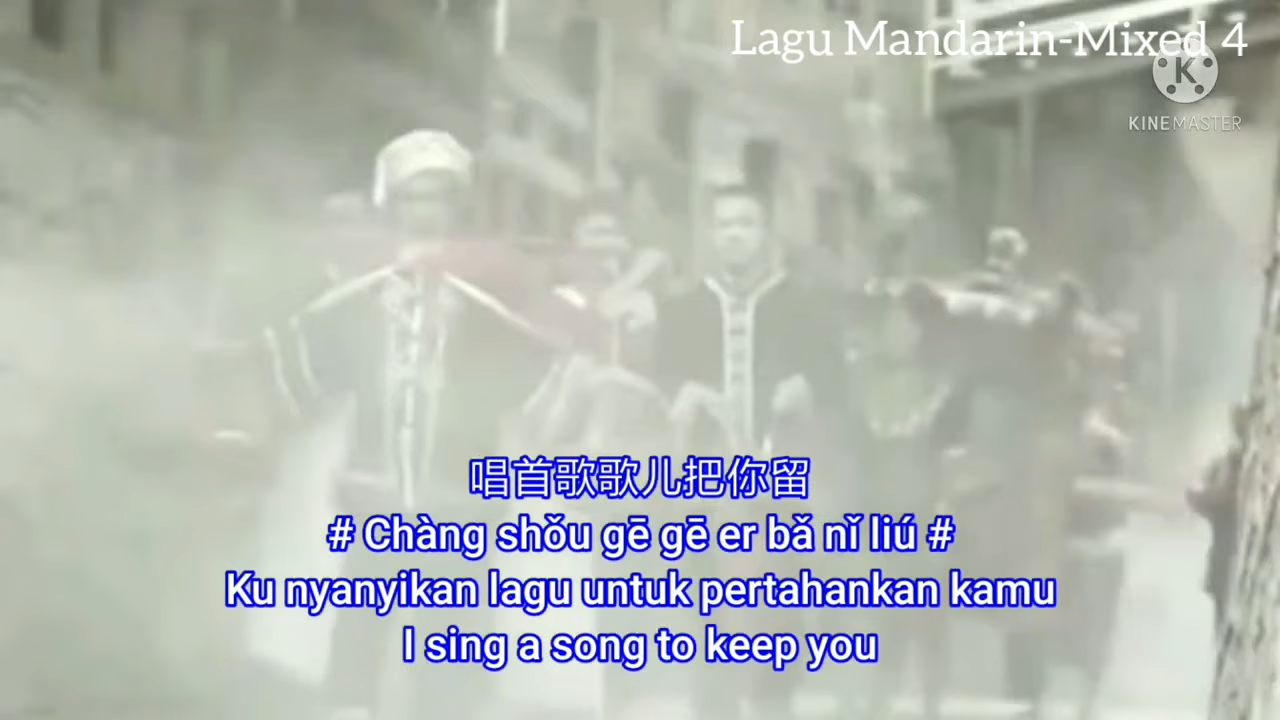 Lagu Mandarin-Mixed 4
K
KINEMASTER
唱首歌歌儿把你留
# Chàng shǒu gē gē er bǎ nǐ liú #
Ku nyanyikan lagu untuk pertahankan kamu
I sing a song to keep you